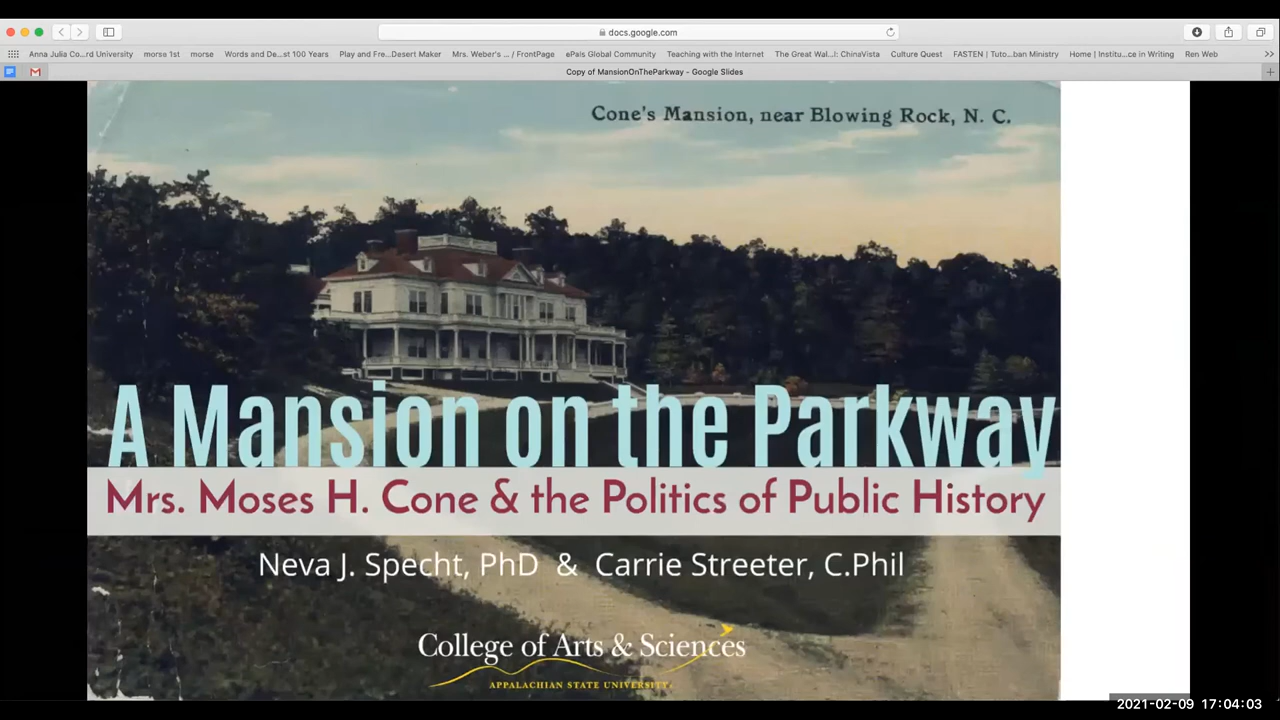 docs.google.com
Anna Julia Co...rd University
morsa 1st
morse
Words and De...st 100 Years
Play and Fre...Desert Maker
Mrs. Weber's ... / FrontPage
ePals Global Community
Teaching with the Internet
The Great Wal...l: ChinaVista
Culture Quest
FASTEN | Tuto...ban Ministry
Home | Institu...ce in Writing
Ren Web
Copy of MansionOnTheParkway - Google Slides
Cone's Mansion, near Blowing Rock, N. C.
A Mansion on the Parkway
Mrs. Moses H. Cone & the Politics of Public History
Neva J. Specht, PhD & Carrie Streeter, C.Phil
College of Arts & Sciences
APPALACHIAN STATE UNIVERSITY
2021-02-09 17:04:03